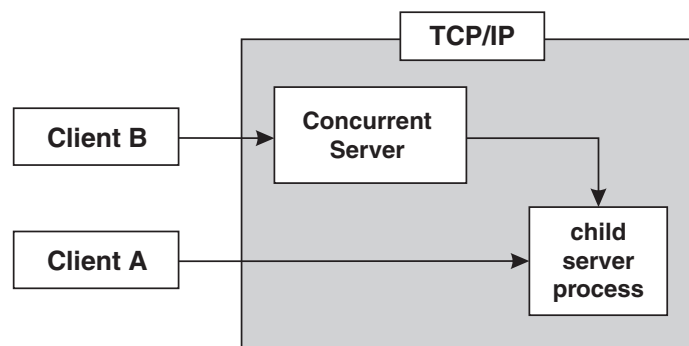 TCP/IP
Client B
Concurrent
Server
Client A
child
server
process